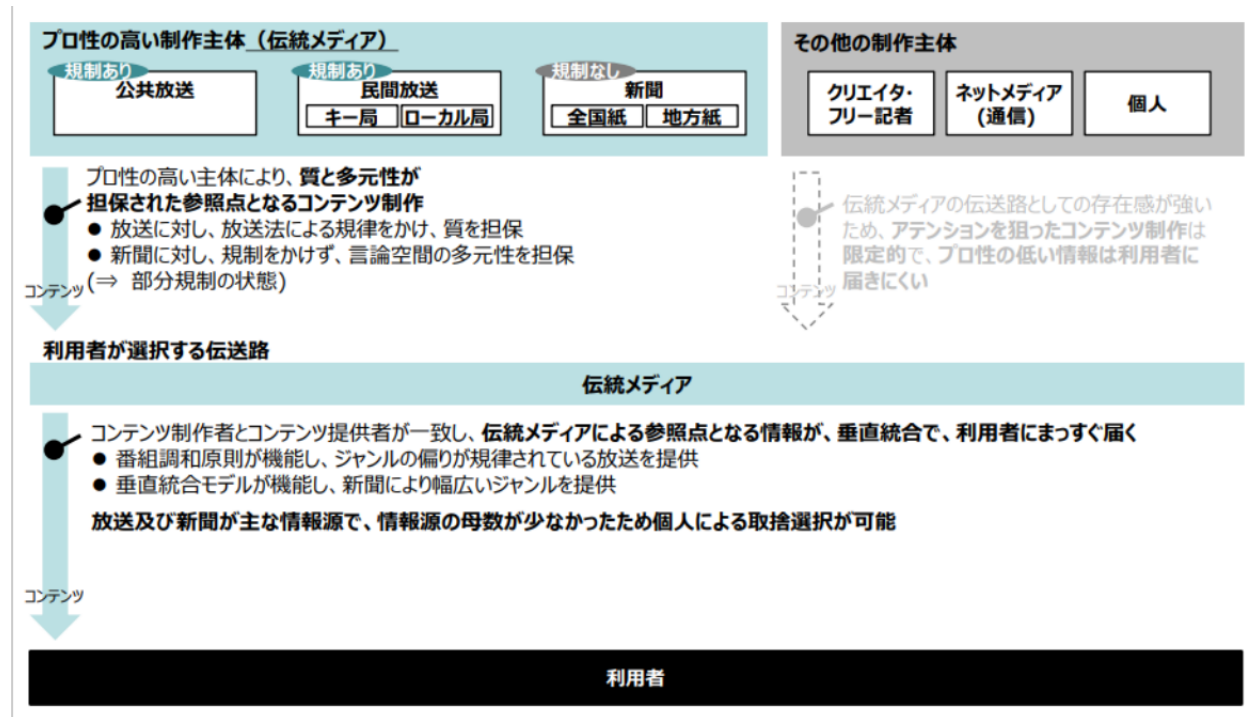 プロ性の高い制作主体（伝統メディア）
規制あり
公共放送
規制あり
民間放送
キー局
ローカル局
規制なし
新聞
全国紙
地方紙
その他の制作主体
クリエイタ・
フリー記者
ネットメディア
(通信)
個人
プロ性の高い主体により、質と多元性が
担保された参照点となるコンテンツ制作
● 放送に対し、放送法による規律をかけ、質を担保
● 新聞に対し、規制をかけず、言論空間の多元性を担保
(⇒ 部分規制の状態)
コンテンツ
伝統メディアの伝送路としての存在感が強い
ため、アテンションを狙ったコンテンツ制作は
限定的で、プロ性の低い情報は利用者に
届きにくい
コンテンツ
利用者が選択する伝送路
伝統メディア
コンテンツ制作者とコンテンツ提供者が一致し、伝統メディアによる参照点となる情報が、垂直統合で、利用者にまっすぐ届く
● 番組調和原則が機能し、ジャンルの偏りが規律されている放送を提供
● 垂直統合モデルが機能し、新聞により幅広いジャンルを提供
放送及び新聞が主な情報源で、情報源の母数が少なかったため個人による取捨選択が可能
コンテンツ
利用者